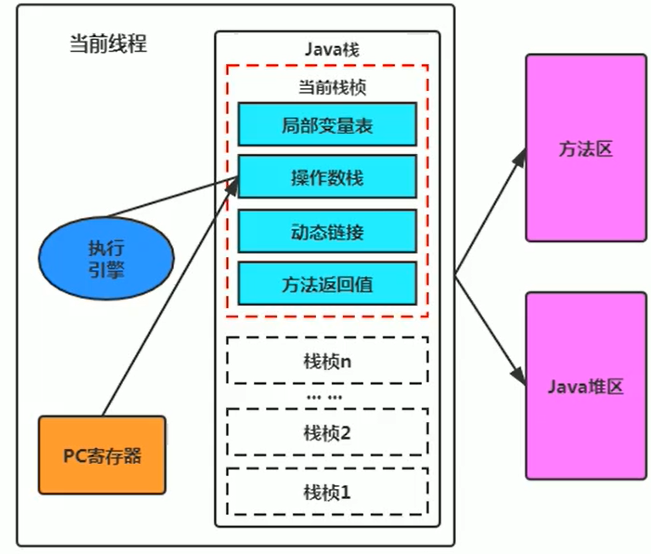 当前线程
Java栈
当前栈桢
局部变量表
操作数栈
动态链接
方法返回值
执行
引擎
PC寄存器
栈桢n
... ...
栈桢2
栈桢1
方法区
Java堆区